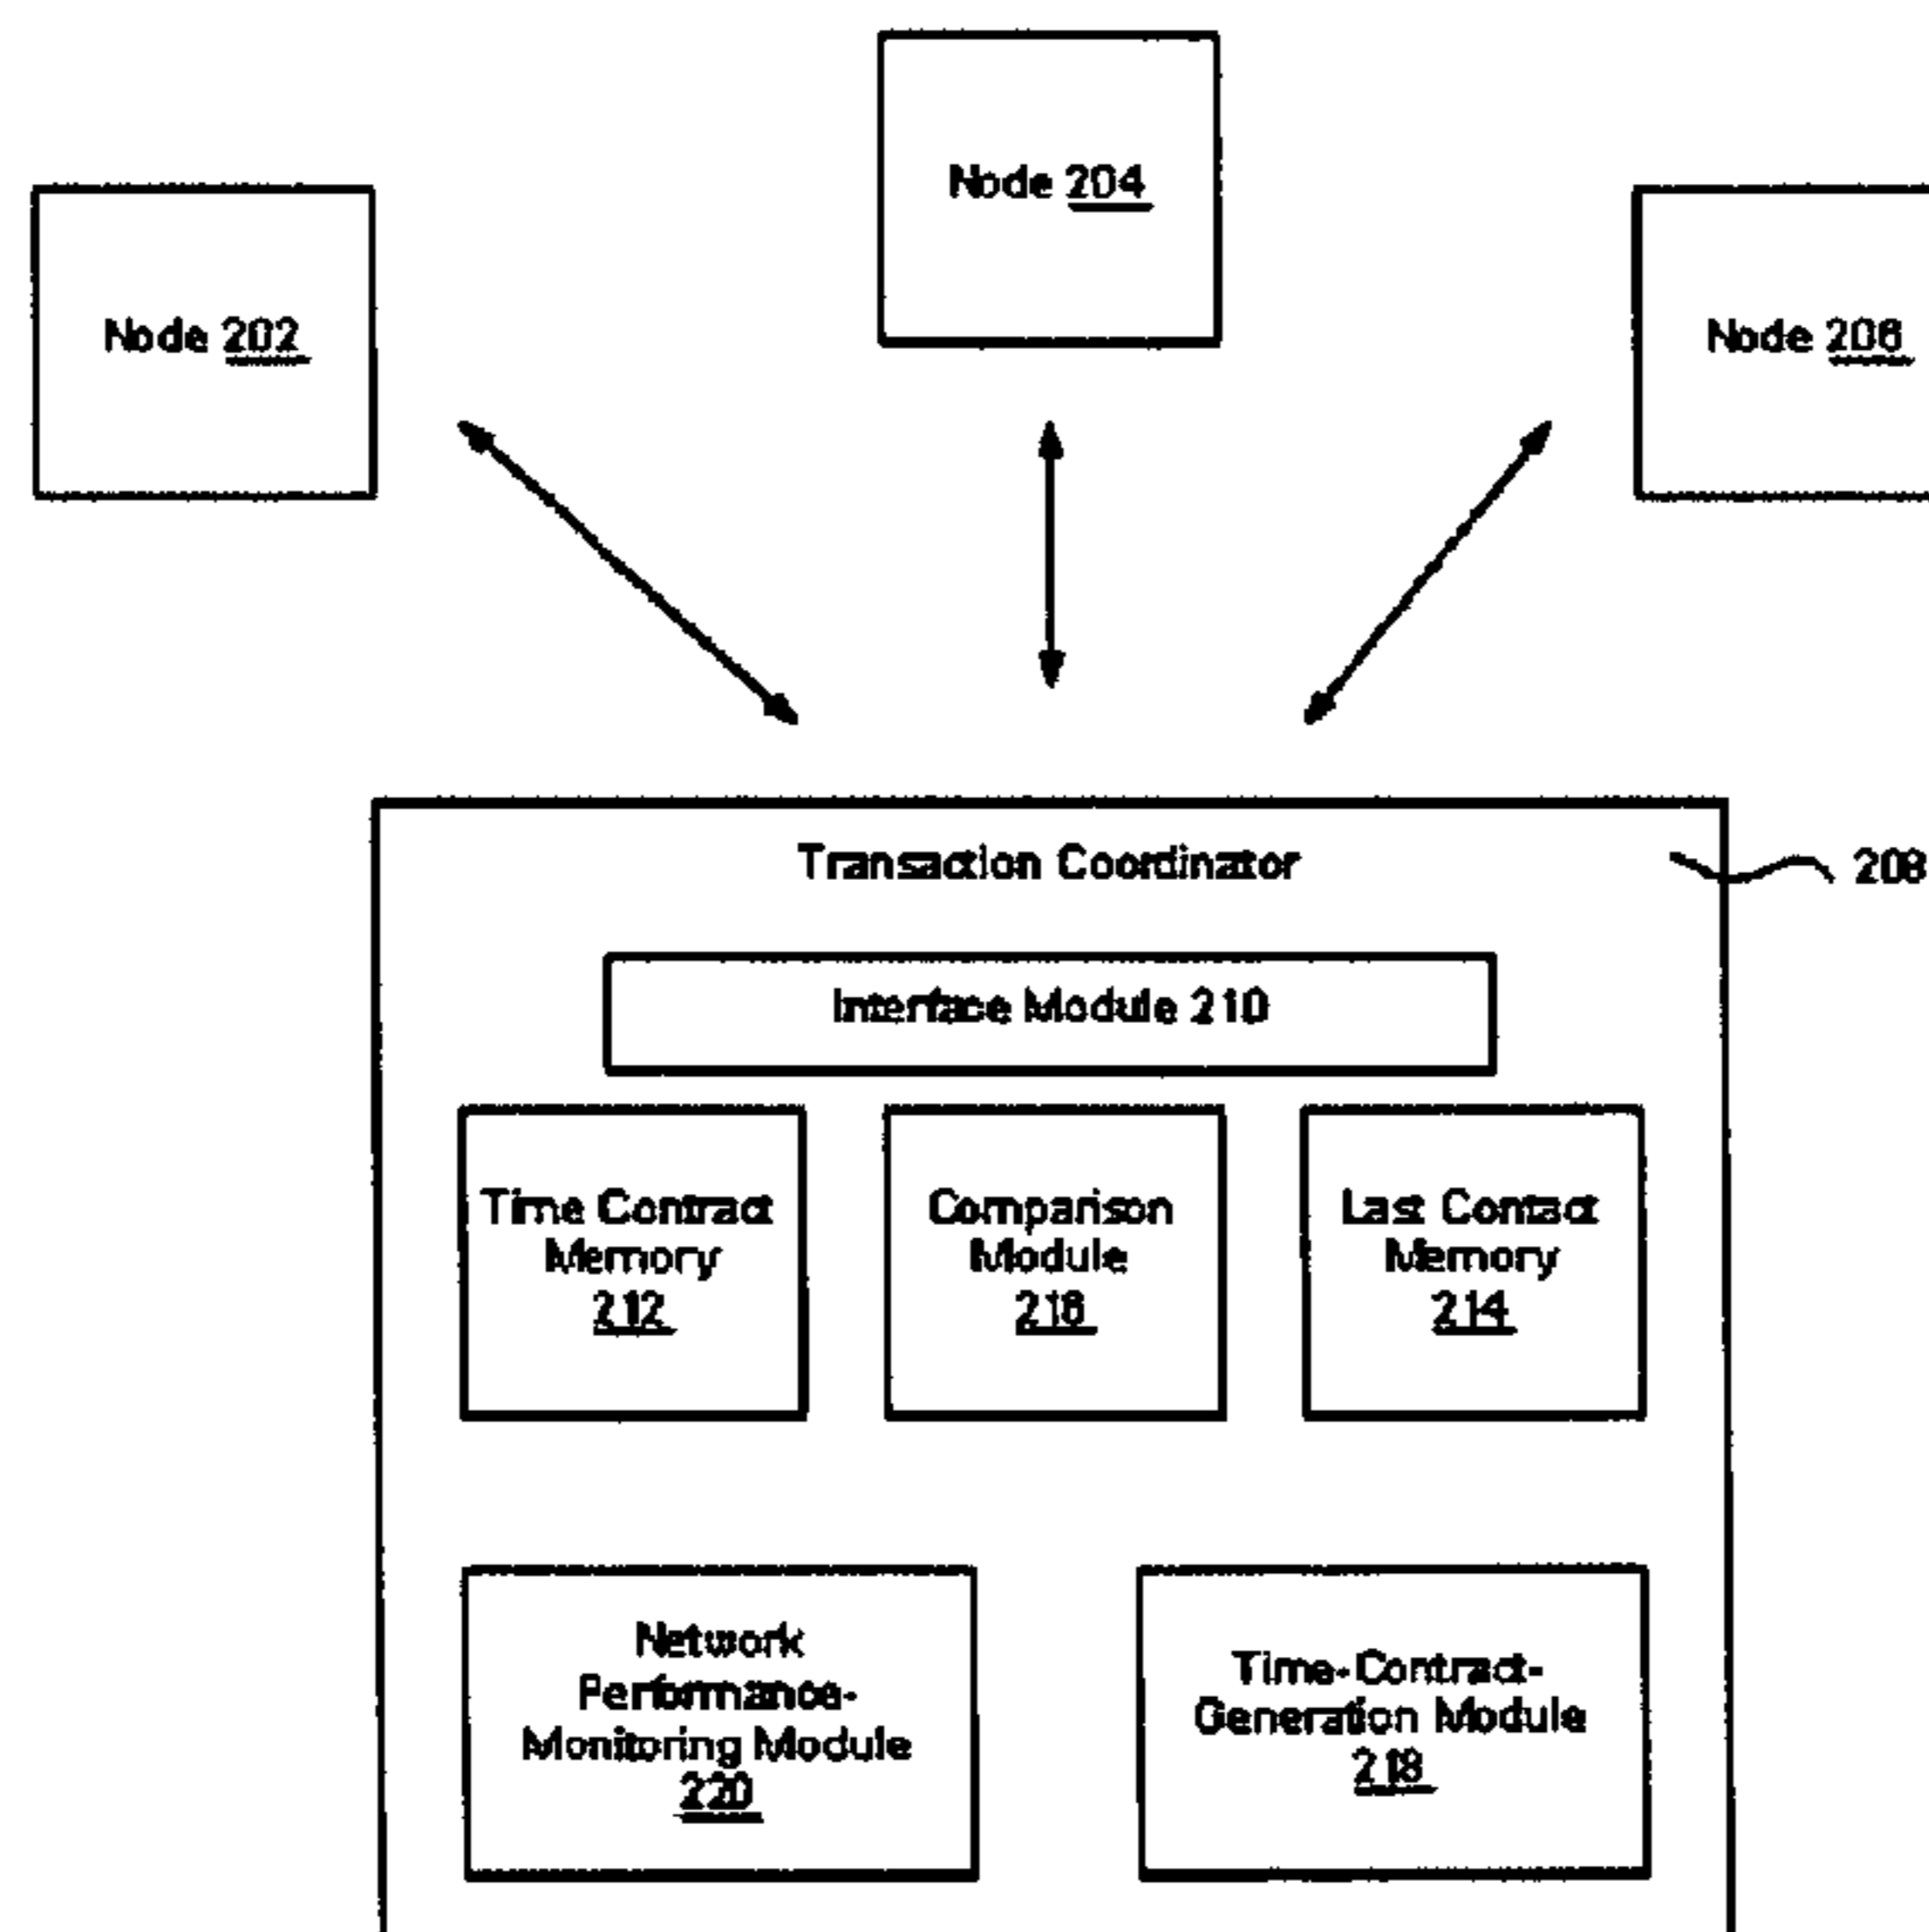 Node 204
Node 202
Node 206
Transaction Coordinator
208
Interface Module 210
Time Contract
Memory
212
Comparison
Module
216
Last Contact
Memory
214
Network
Performance-
Monitoring Module
220
Time-Contract-
Generation Module
218